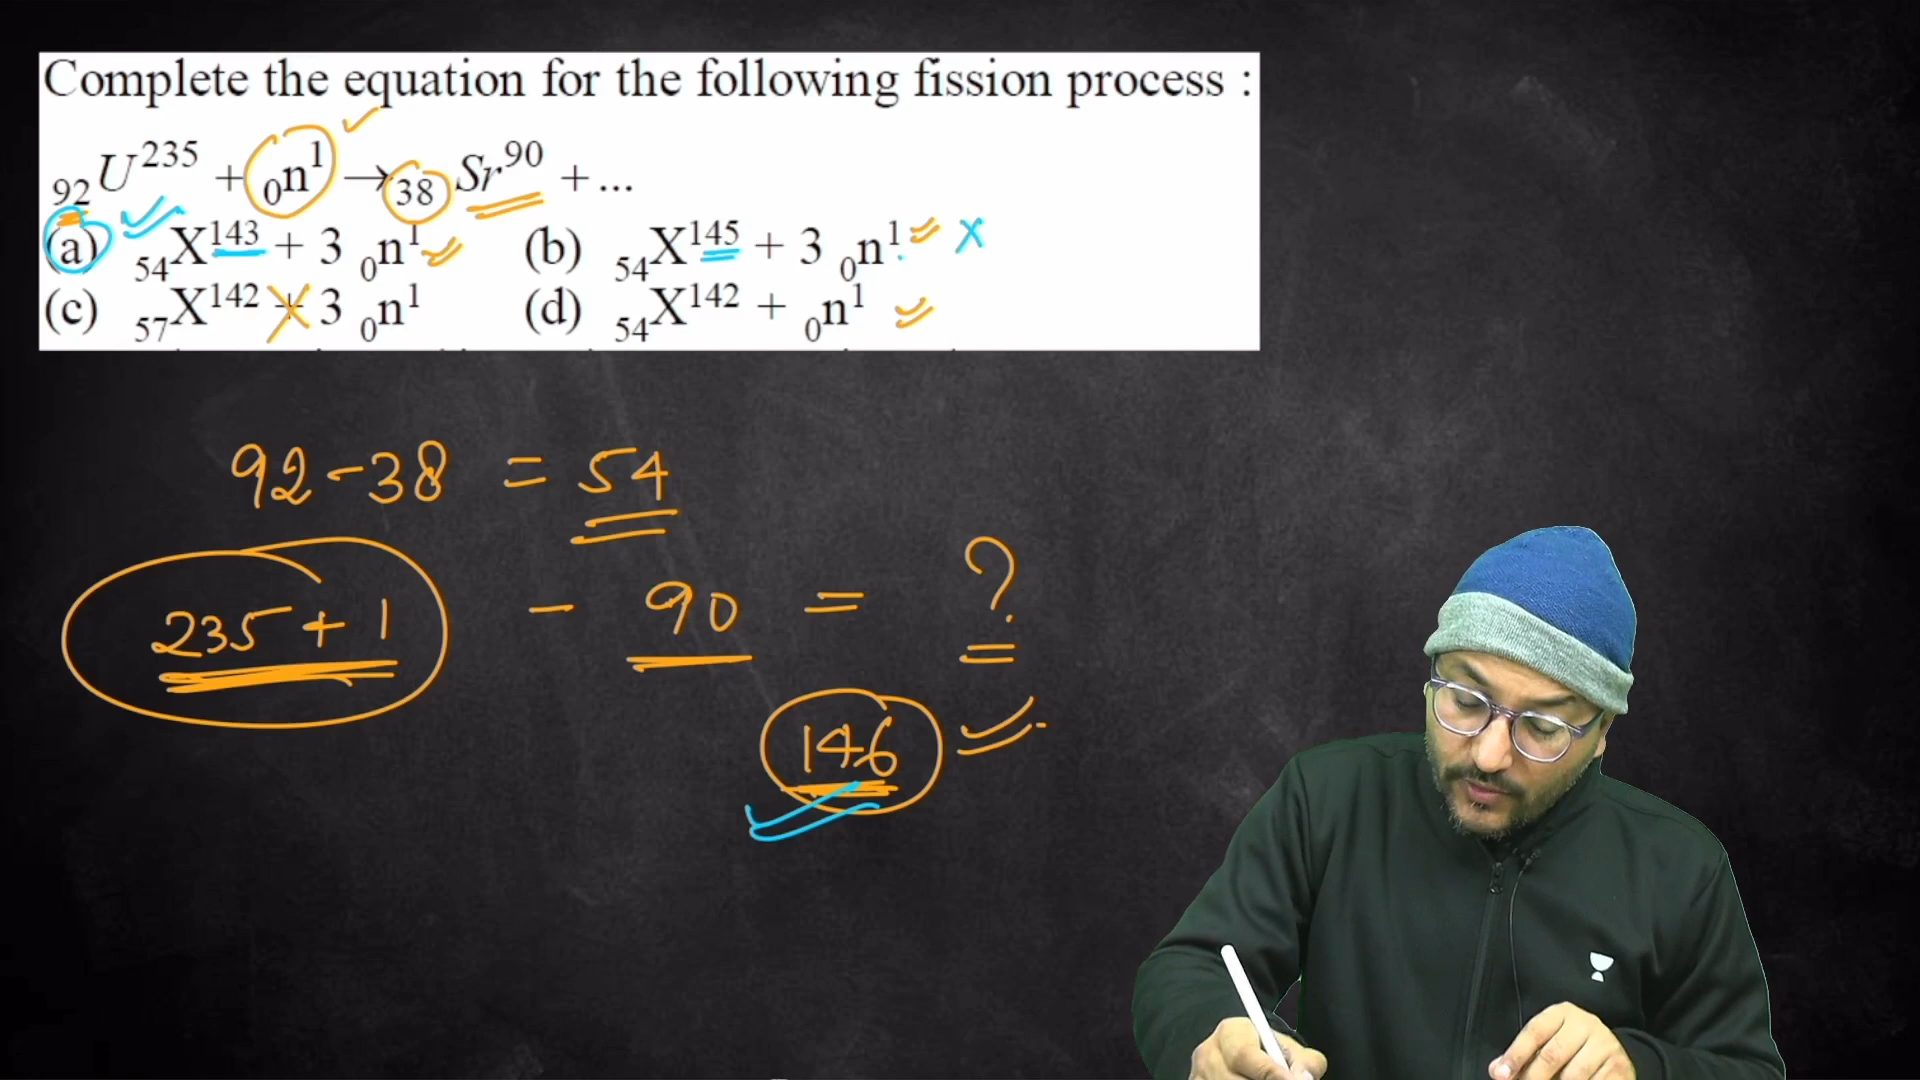 Complete the equation for the following fission process :
₉₂U²³⁵ + ₀n¹ → ₃₈Sr⁹⁰ + ...
(a) ₅₄X¹⁴³ + 3 ₀n¹ (b) ₅₄X¹⁴⁵ + 3 ₀n¹
(c) ₅₇X¹⁴² + 3 ₀n¹ (d) ₅₄X¹⁴² + ₀n¹
92 - 38 = 54
235 + 1 - 90 = ?
146